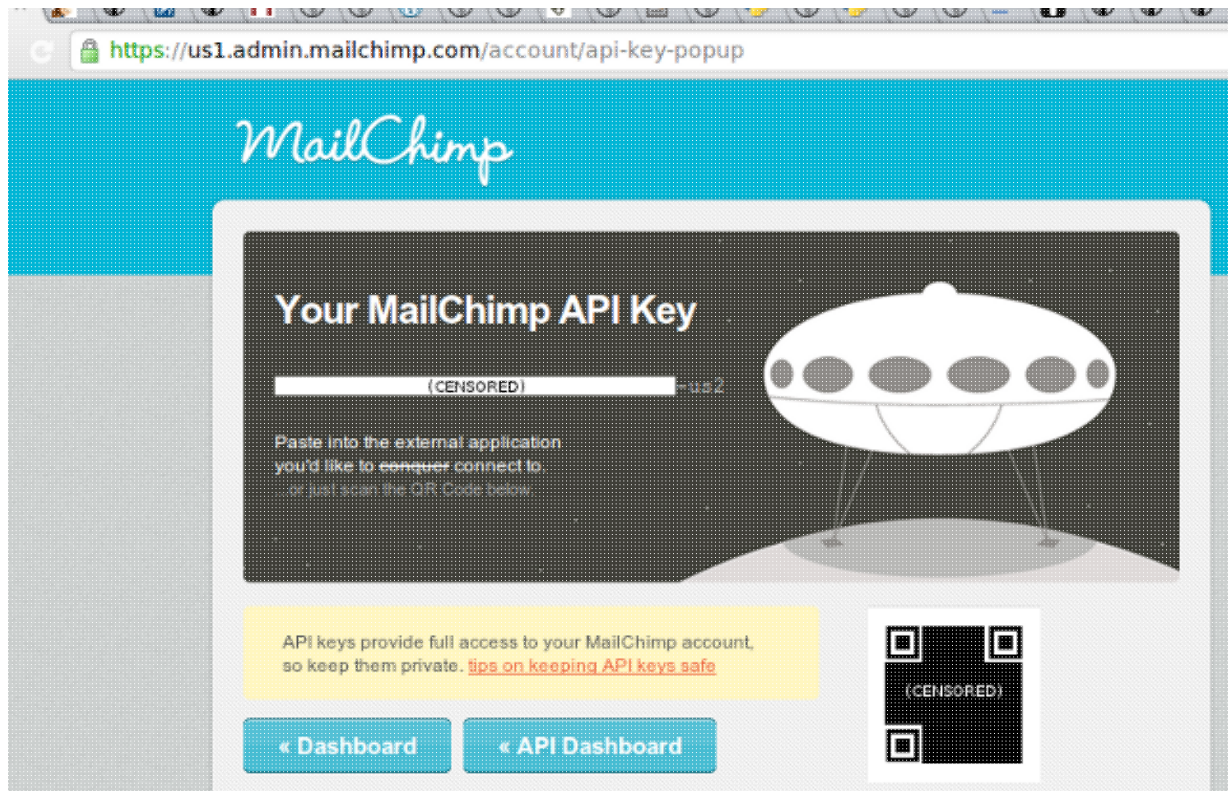 https://us1.admin.mailchimp.com/account/api-key-popup
MailChimp
Your MailChimp API Key
(CENSORED)-us2
Paste into the external application
you'd like to conquer connect to.
...or just scan the QR Code below.
API keys provide full access to your MailChimp account,
so keep them private. tips on keeping API keys safe
(CENSORED)
« Dashboard
« API Dashboard